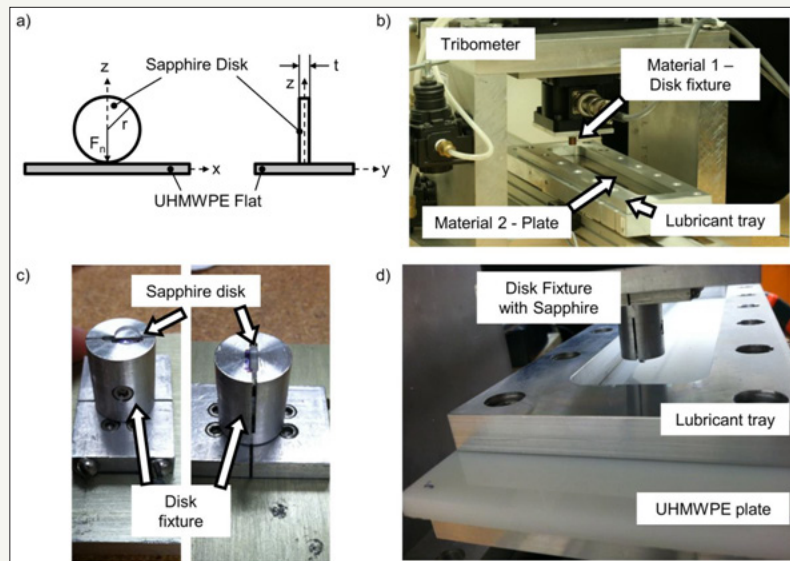 a)
z
Sapphire Disk
t
z
r
Fn
x
y
UHMWPE Flat
b)
Tribometer
Material 1 –
Disk fixture
Material 2 - Plate
Lubricant tray
c)
Sapphire disk
Disk
fixture
d)
Disk Fixture
with Sapphire
Lubricant tray
UHMWPE plate